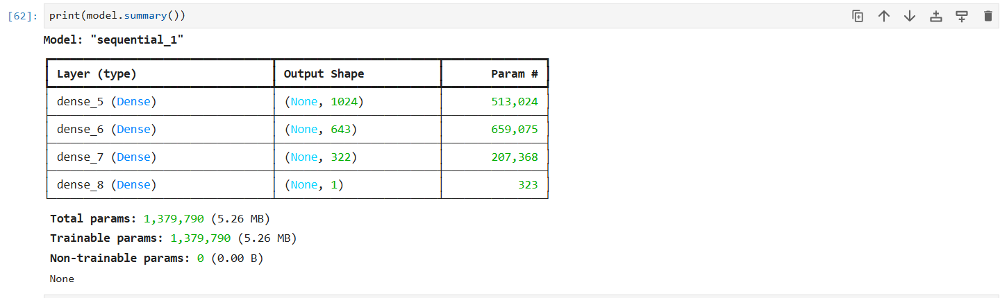 [62]: print(model.summary())
Model: "sequential_1"
Layer (type) Output Shape Param #
dense_5 (Dense) (None, 1024) 513,024
dense_6 (Dense) (None, 643) 659,075
dense_7 (Dense) (None, 322) 207,368
dense_8 (Dense) (None, 1) 323
Total params: 1,379,790 (5.26 MB)
Trainable params: 1,379,790 (5.26 MB)
Non-trainable params: 0 (0.00 B)
None